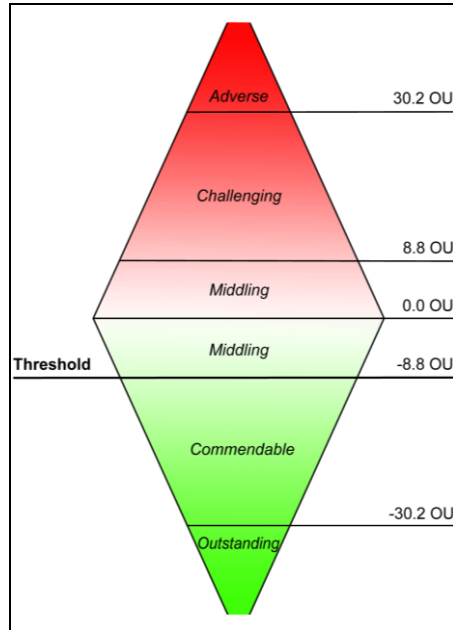 Adverse
30.2 OU
Challenging
8.8 OU
Middling
0.0 OU
Middling
Threshold
-8.8 OU
Commendable
-30.2 OU
Outstanding